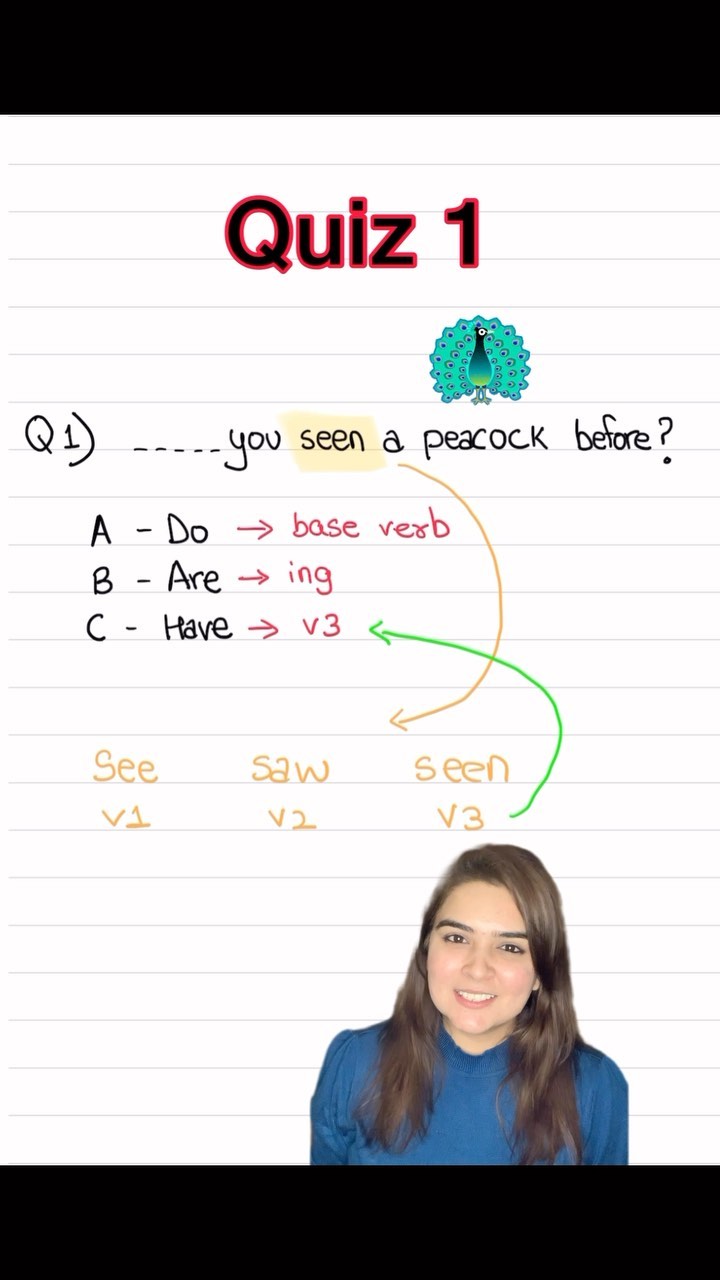 Quiz 1
Q1) -----you seen a peacock before?
A - Do → base verb
B - Are → ing
C - Have → v3
See saw seen
v1 v2 v3